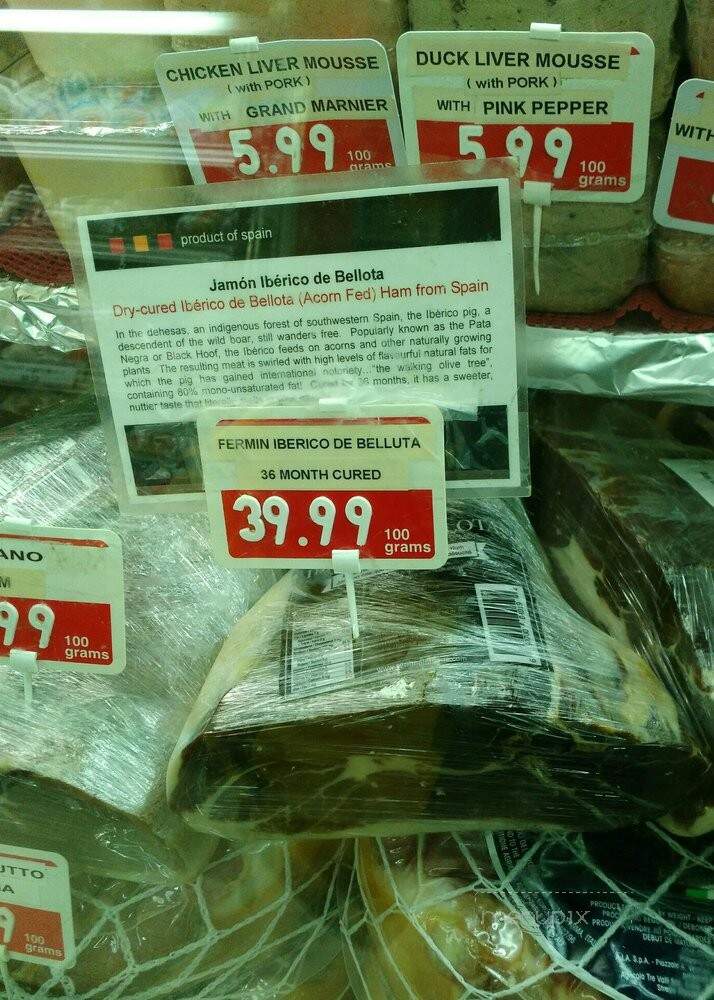 CHICKEN LIVER MOUSSE
( with PORK )
WITH GRAND MARNIER
5.99 100
grams
DUCK LIVER MOUSSE
( with PORK )
WITH PINK PEPPER
5.99 100
grams
WITH
product of spain
Jamón Ibérico de Bellota
Dry-cured Ibérico de Bellota (Acorn Fed) Ham from Spain
In the dehesas, an indigenous forest of southwestern Spain, the Ibérico pig, a
descendent of the wild boar, still wanders free. Popularly known as the Pata
Negra or Black Hoof, the Ibérico feeds on acorns and other naturally growing
plants. The resulting meat is swirled with high levels of flavourful natural fats for
which the pig has gained international notoriety..."the walking olive tree",
containing 60% mono-unsaturated fat! Cured for 36 months, it has a sweeter,
nuttier taste that
FERMIN IBERICO DE BELLUTA
36 MONTH CURED
39.99 100
grams
ANO
M
99 100
grams
UTTO
MA
9 100
grams
menupix